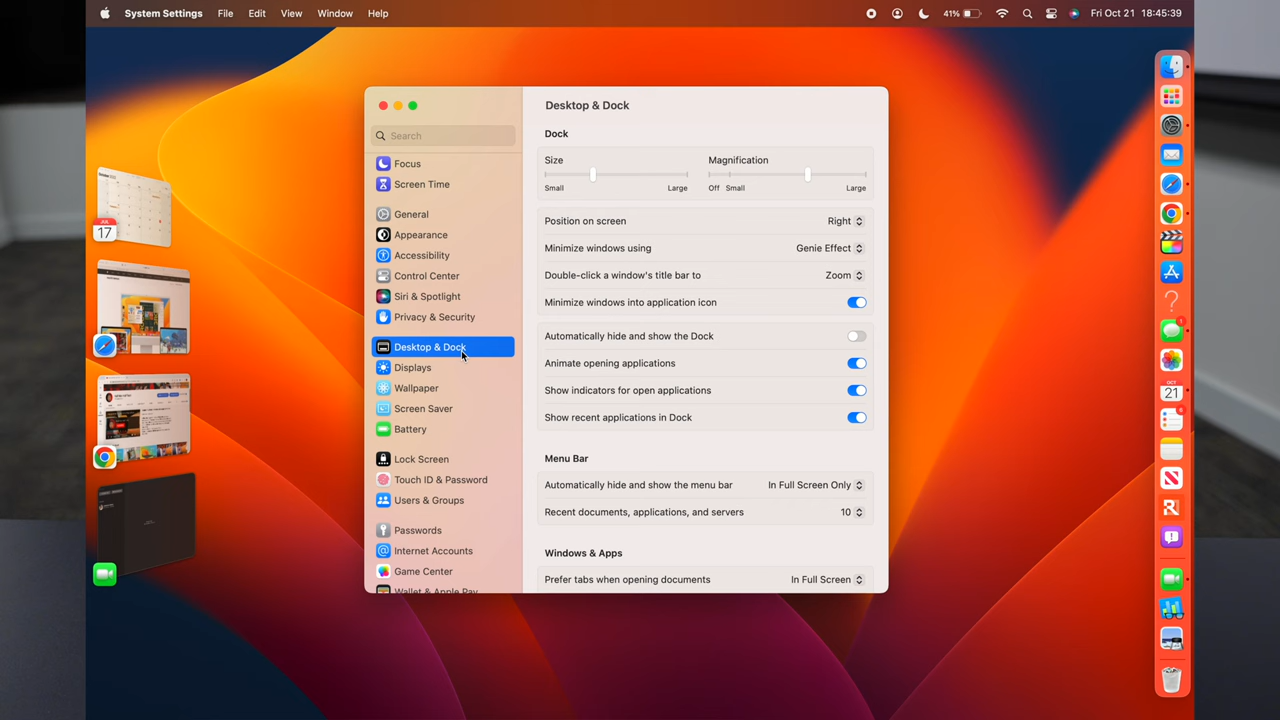 System Settings File Edit View Window Help
41% Fri Oct 21 18:45:39
Desktop & Dock
Search
Focus
Screen Time
General
Appearance
Accessibility
Control Center
Siri & Spotlight
Privacy & Security
Desktop & Dock
Displays
Wallpaper
Screen Saver
Battery
Lock Screen
Touch ID & Password
Users & Groups
Passwords
Internet Accounts
Game Center
Wallet & Apple Pay
Dock
Size Magnification
Small Large Off Small Large
Position on screen Right
Minimize windows using Genie Effect
Double-click a window's title bar to Zoom
Minimize windows into application icon
Automatically hide and show the Dock
Animate opening applications
Show indicators for open applications
Show recent applications in Dock
Menu Bar
Automatically hide and show the menu bar In Full Screen Only
Recent documents, applications, and servers 10
Windows & Apps
Prefer tabs when opening documents In Full Screen
JUL
17
OCT
21